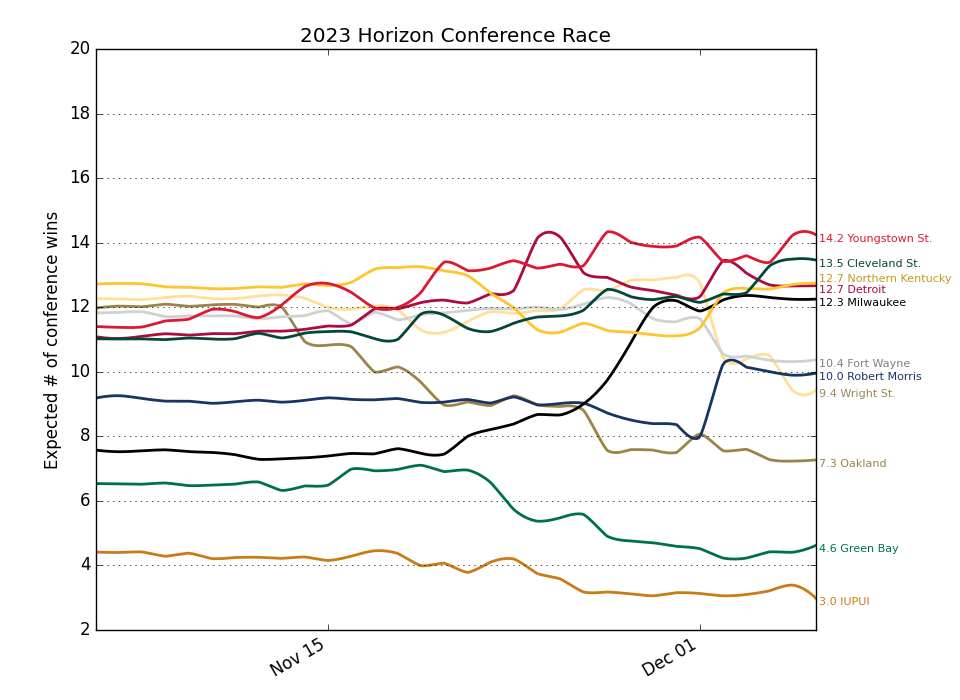 2023 Horizon Conference Race
Expected # of conference wins
20
18
16
14
12
10
8
6
4
2
Nov 15
Dec 01
14.2 Youngstown St.
13.5 Cleveland St.
12.7 Northern Kentucky
12.7 Detroit
12.3 Milwaukee
10.4 Fort Wayne
10.0 Robert Morris
9.4 Wright St.
7.3 Oakland
4.6 Green Bay
3.0 IUPUI